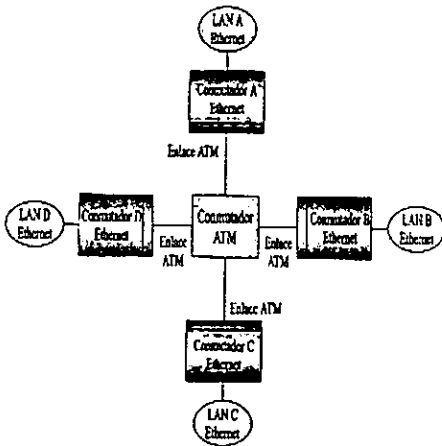 LAN A
Ethernet
Conmutador A
Ethernet
Enlace ATM
LAN D
Ethernet
Conmutador D
Ethernet
Enlace ATM
Conmutador
ATM
Enlace
ATM
Conmutador B
Ethernet
LAN B
Ethernet
Enlace ATM
Conmutador C
Ethernet
LAN C
Ethernet